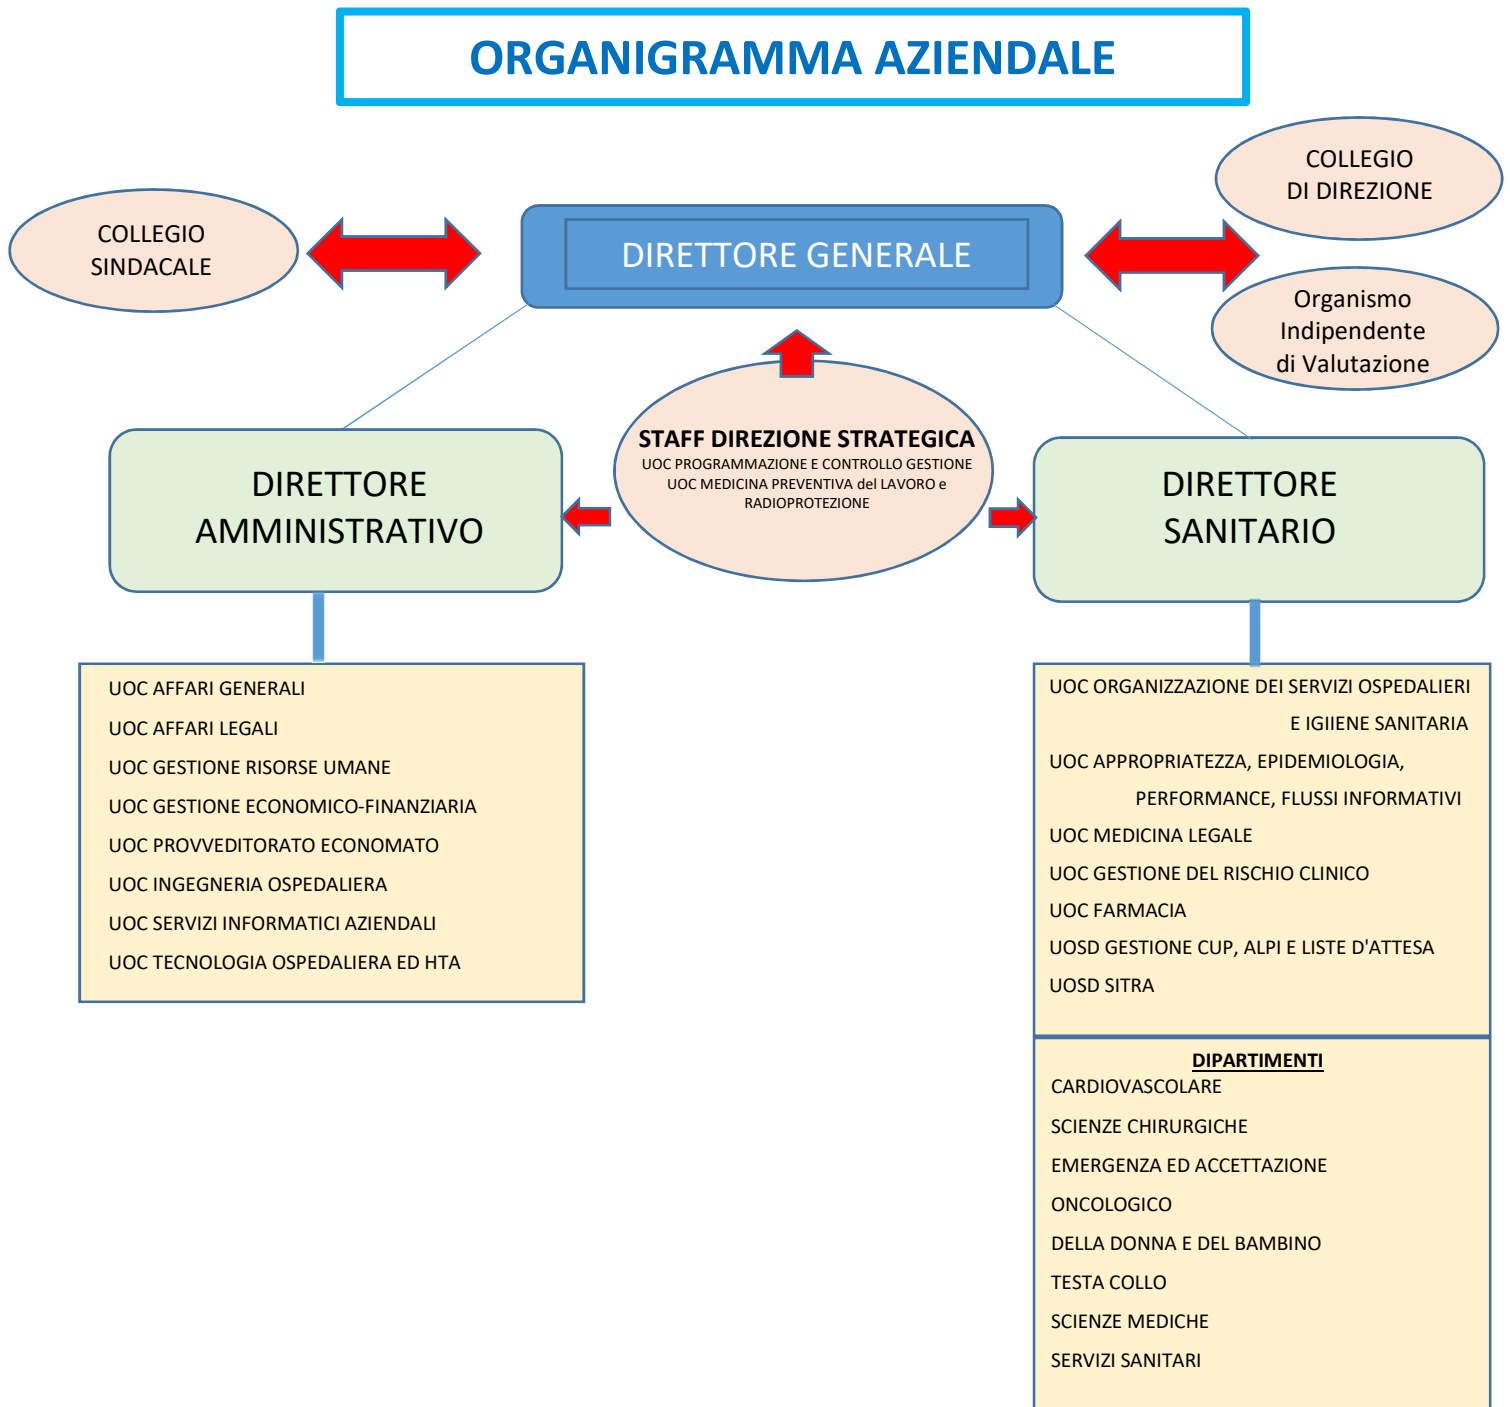 ORGANIGRAMMA AZIENDALE
COLLEGIO
DI DIREZIONE
COLLEGIO
SINDACALE
DIRETTORE GENERALE
Organismo
Indipendente
di Valutazione
STAFF DIREZIONE STRATEGICA
UOC PROGRAMMAZIONE E CONTROLLO GESTIONE
UOC MEDICINA PREVENTIVA del LAVORO e
RADIOPROTEZIONE
DIRETTORE
AMMINISTRATIVO
DIRETTORE
SANITARIO
UOC AFFARI GENERALI
UOC AFFARI LEGALI
UOC GESTIONE RISORSE UMANE
UOC GESTIONE ECONOMICO-FINANZIARIA
UOC PROVVEDITORATO ECONOMATO
UOC INGEGNERIA OSPEDALIERA
UOC SERVIZI INFORMATICI AZIENDALI
UOC TECNOLOGIA OSPEDALIERA ED HTA
UOC ORGANIZZAZIONE DEI SERVIZI OSPEDALIERI
E IGIIENE SANITARIA
UOC APPROPRIATEZZA, EPIDEMIOLOGIA,
PERFORMANCE, FLUSSI INFORMATIVI
UOC MEDICINA LEGALE
UOC GESTIONE DEL RISCHIO CLINICO
UOC FARMACIA
UOSD GESTIONE CUP, ALPI E LISTE D'ATTESA
UOSD SITRA
DIPARTIMENTI
CARDIOVASCOLARE
SCIENZE CHIRURGICHE
EMERGENZA ED ACCETTAZIONE
ONCOLOGICO
DELLA DONNA E DEL BAMBINO
TESTA COLLO
SCIENZE MEDICHE
SERVIZI SANITARI